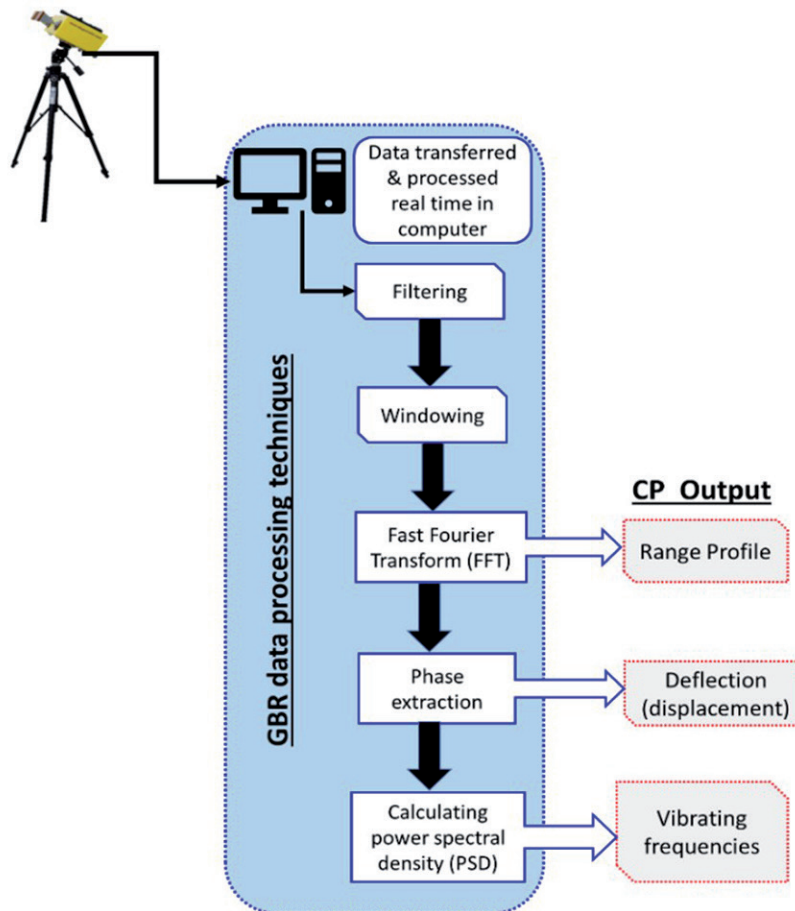 Data transferred
& processed
real time in
computer
Filtering
GBR data processing techniques
Windowing
CP Output
Fast Fourier
Transform (FFT)
Range Profile
Phase
extraction
Deflection
(displacement)
Calculating
power spectral
density (PSD)
Vibrating
frequencies